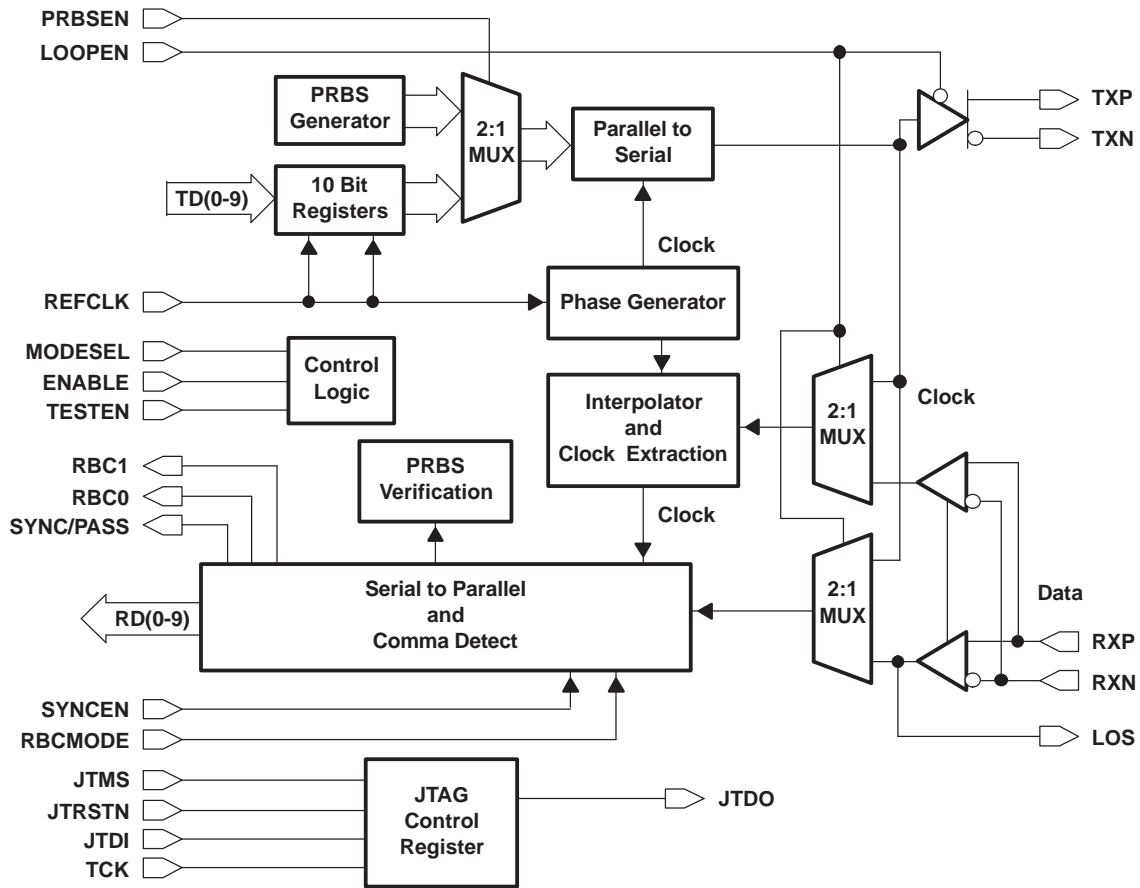 PRBSEN
LOOPEN
PRBS
Generator
2:1
MUX
Parallel to
Serial
TXP
TXN
TD(0-9)
10 Bit
Registers
Clock
REFCLK
Phase Generator
MODESEL
ENABLE
TESTEN
Control
Logic
Interpolator
and
Clock Extraction
2:1
MUX
Clock
RBC1
RBC0
SYNC/PASS
PRBS
Verification
Clock
RD(0-9)
Serial to Parallel
and
Comma Detect
2:1
MUX
Data
RXP
RXN
SYNCEN
RBCMODE
LOS
JTMS
JTRSTN
JTDI
TCK
JTAG
Control
Register
JTDO